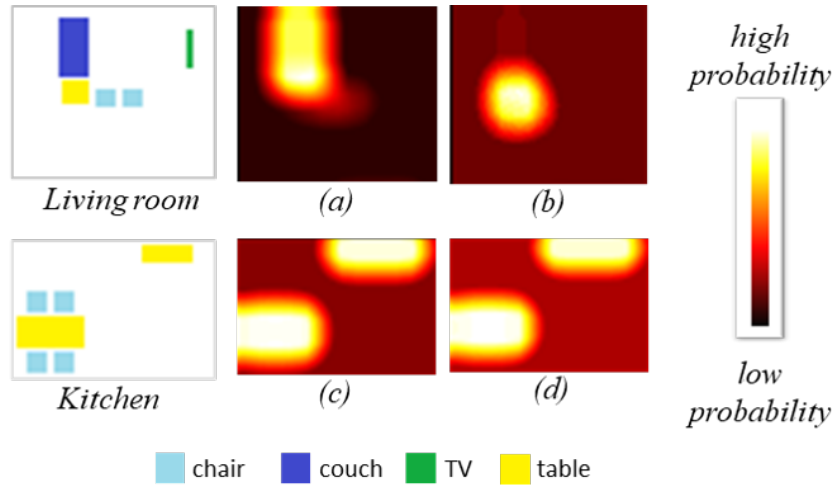 high
probability
Living room
(a)
(b)
Kitchen
(c)
(d)
low
probability
chair
couch
TV
table